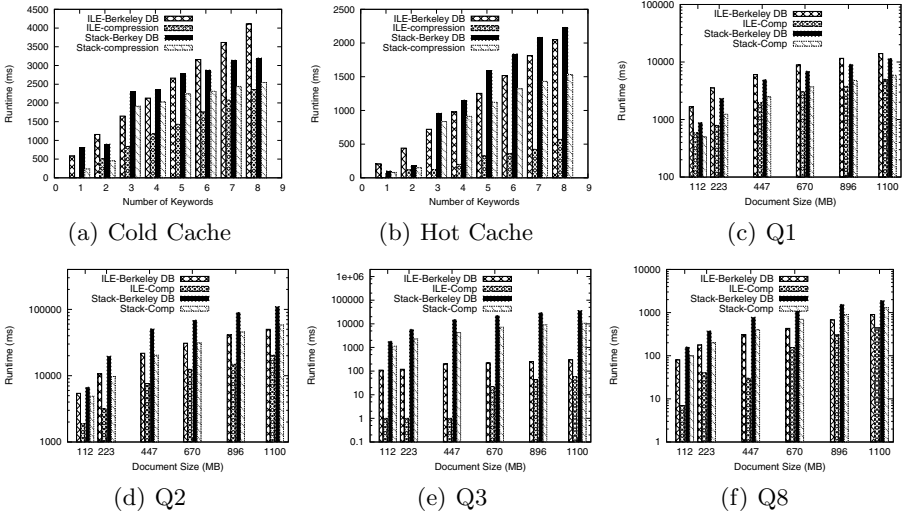 4500
4000
3500
3000
2500
2000
1500
1000
500
0
Runtime (ms)
ILE-Berkeley DB
ILE-compression
Stack-Berkey DB
Stack-compression
0 1 2 3 4 5 6 7 8 9
Number of Keywords
(a) Cold Cache
2500
2000
1500
1000
500
0
Runtime (ms)
ILE-Berkeley DB
ILE-compression
Stack-Berkey DB
Stack-compression
0 1 2 3 4 5 6 7 8 9
Number of Keywords
(b) Hot Cache
100000
10000
1000
100
Runtime (ms)
ILE-Berkeley DB
ILE-Comp
Stack-Berkeley DB
Stack-Comp
112 223 447 670 896 1100
Document Size (MB)
(c) Q1
100000
10000
1000
Runtime (ms)
ILE-Berkeley DB
ILE-Comp
Stack-Berkeley DB
Stack-Comp
112 223 447 670 896 1100
Document Size (MB)
(d) Q2
1e+06
100000
10000
1000
100
10
1
0.1
Runtime (ms)
ILE-Berkeley DB
ILE-Comp
Stack-Berkeley DB
Stack-Comp
112 223 447 670 896 1100
Document Size (MB)
(e) Q3
10000
1000
100
10
1
Runtime (ms)
ILE-Berkeley DB
ILE-Comp
Stack-Berkeley DB
Stack-Comp
112 223 447 670 896 1100
Document Size (MB)
(f) Q8